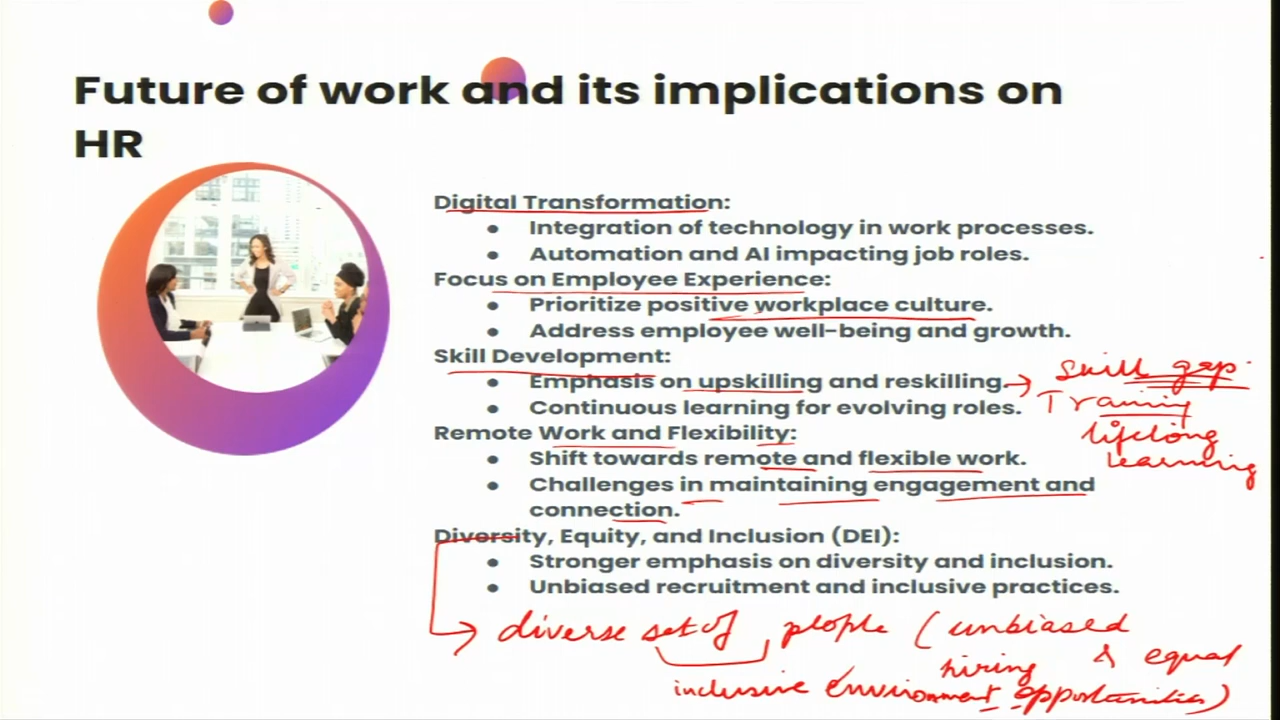 Future of work and its implications on
HR
Digital Transformation:
● Integration of technology in work processes.
● Automation and AI impacting job roles.
Focus on Employee Experience:
● Prioritize positive workplace culture.
● Address employee well-being and growth.
Skill Development:
● Emphasis on upskilling and reskilling. → Skill gap.
● Continuous learning for evolving roles. Training
lifelong
learning
Remote Work and Flexibility:
● Shift towards remote and flexible work.
● Challenges in maintaining engagement and
connection.
Diversity, Equity, and Inclusion (DEI):
● Stronger emphasis on diversity and inclusion.
● Unbiased recruitment and inclusive practices.
diverse set of people (unbiased
hiring & equal
inclusive environment opportunities)